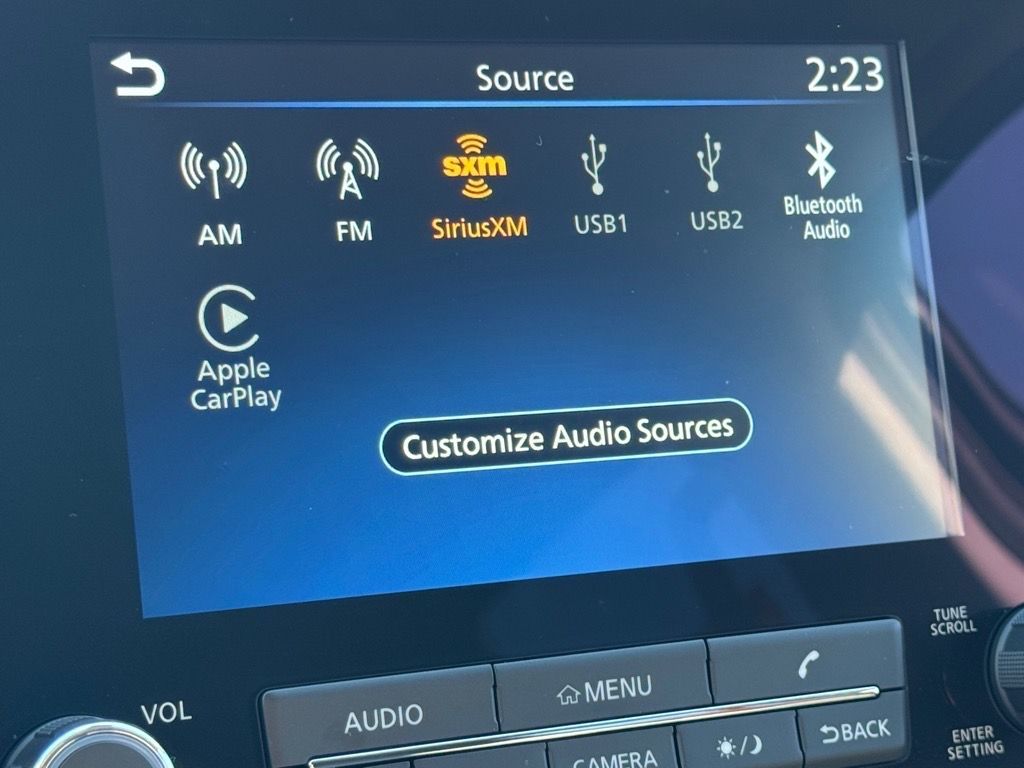 Source
2:23
sxm
AM
FM
SiriusXM
USB1
USB2
Bluetooth
Audio
Apple
CarPlay
Customize Audio Sources
TUNE
SCROLL
VOL
AUDIO
MENU
CAMERA
BACK
ENTER
SETTING